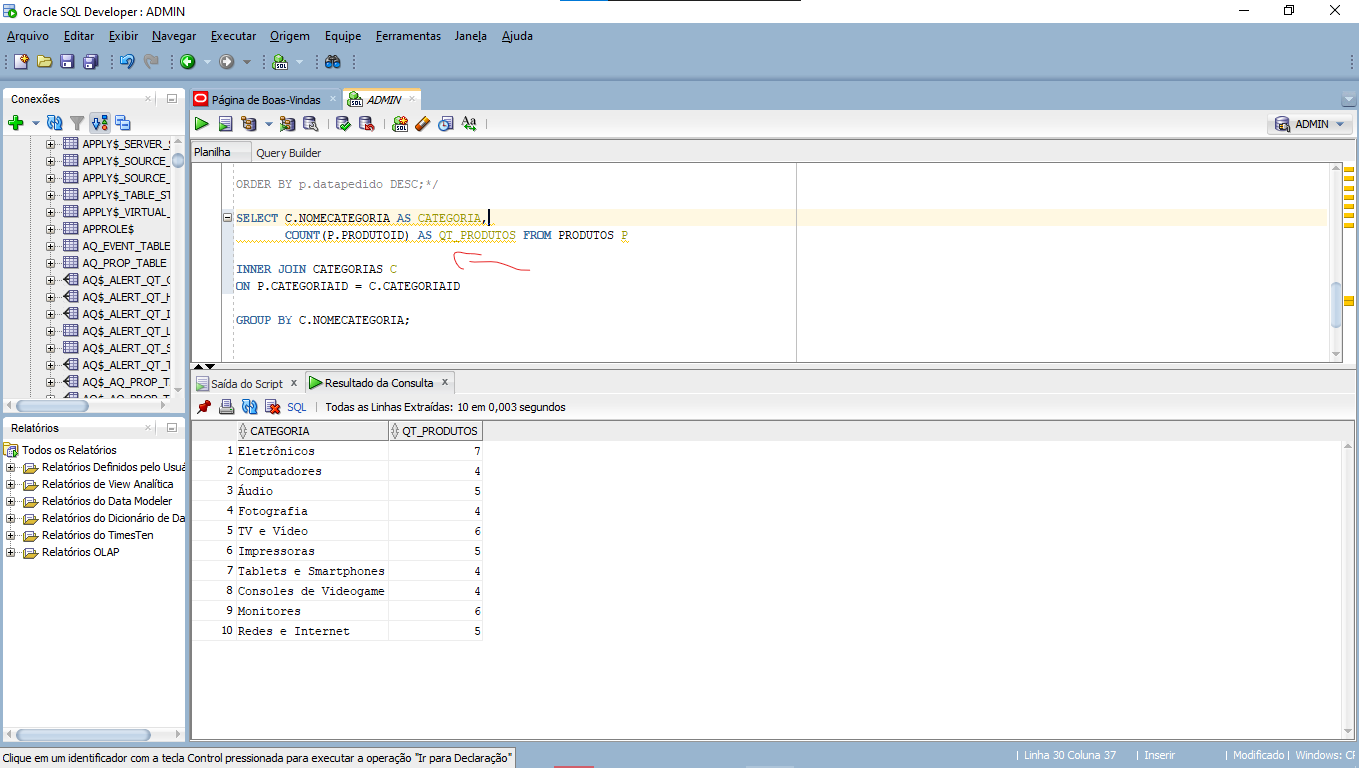 Oracle SQL Developer : ADMIN
Arquivo Editar Exibir Navegar Executar Origem Equipe Ferramentas Janela Ajuda
Conexões
Página de Boas-Vindas
ADMIN
ADMIN
Planilha
Query Builder
APPLY$_SERVER_S
APPLY$_SOURCE_
APPLY$_SOURCE_
APPLY$_TABLE_ST
APPLY$_VIRTUAL_
APPROLE$
AQ_EVENT_TABLE
AQ_PROP_TABLE
AQ$_ALERT_QT_G
AQ$_ALERT_QT_H
AQ$_ALERT_QT_I
AQ$_ALERT_QT_L
AQ$_ALERT_QT_S
AQ$_ALERT_QT_T
AQ$_AQ_PROP_T
ORDER BY p.datapedido DESC;*/
SELECT C.NOMECATEGORIA AS CATEGORIA,
COUNT(P.PRODUTOID) AS QT_PRODUTOS FROM PRODUTOS P
INNER JOIN CATEGORIAS C
ON P.CATEGORIAID = C.CATEGORIAID
GROUP BY C.NOMECATEGORIA;
Relatórios
Todos os Relatórios
Relatórios Definidos pelo Usuá
Relatórios de View Analítica
Relatórios do Data Modeler
Relatórios do Dicionário de Da
Relatórios do TimesTen
Relatórios OLAP
Saída do Script
Resultado da Consulta
SQL | Todas as Linhas Extraídas: 10 em 0,003 segundos
CATEGORIA QT_PRODUTOS
1 Eletrônicos 7
2 Computadores 4
3 Áudio 5
4 Fotografia 4
5 TV e Vídeo 6
6 Impressoras 5
7 Tablets e Smartphones 4
8 Consoles de Videogame 4
9 Monitores 6
10 Redes e Internet 5
Clique em um identificador com a tecla Control pressionada para executar a operação "Ir para Declaração"
| Linha 30 Coluna 37 | Inserir | Modificado | Windows: CF